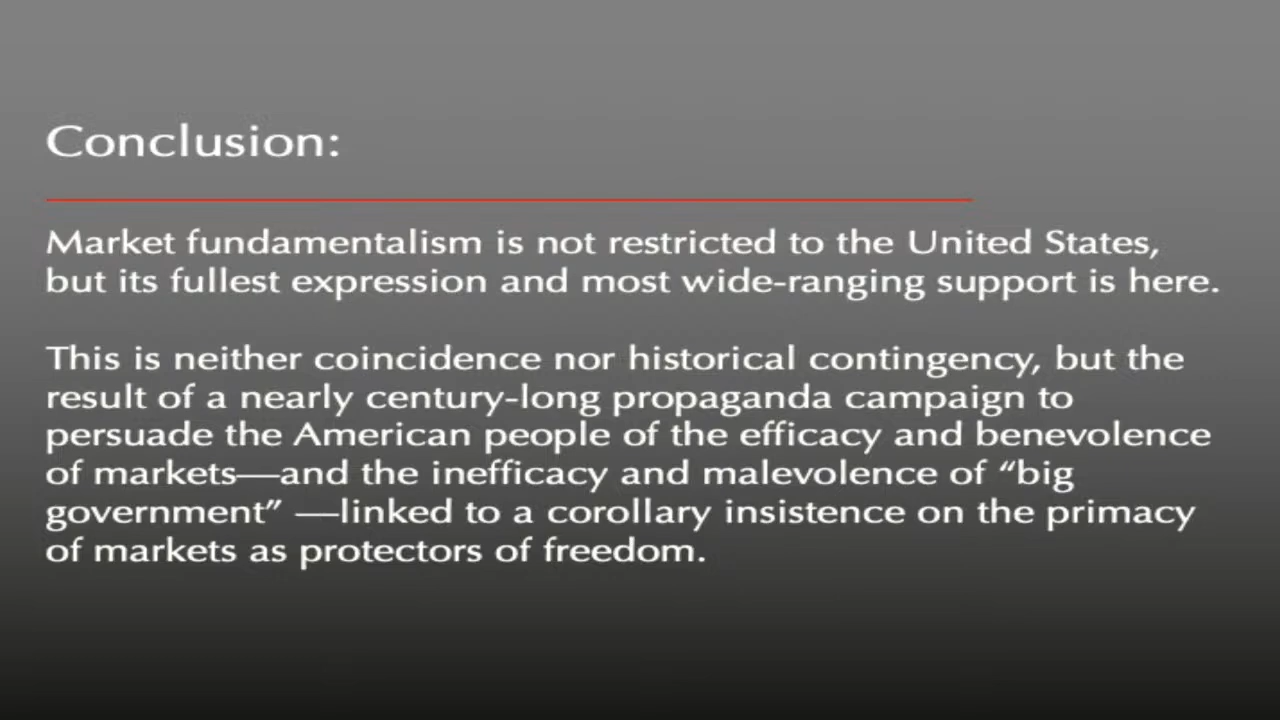 Conclusion:
Market fundamentalism is not restricted to the United States,
but its fullest expression and most wide-ranging support is here.
This is neither coincidence nor historical contingency, but the
result of a nearly century-long propaganda campaign to
persuade the American people of the efficacy and benevolence
of markets—and the inefficacy and malevolence of “big
government” —linked to a corollary insistence on the primacy
of markets as protectors of freedom.